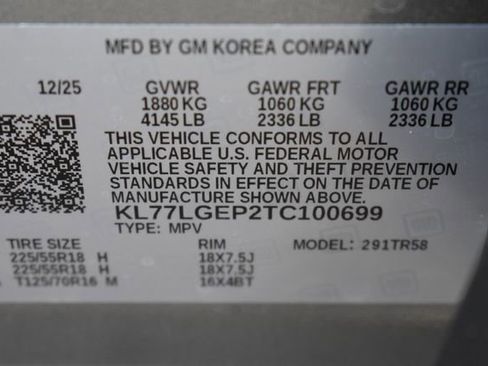 MFD BY GM KOREA COMPANY
12/25 GVWR GAWR FRT GAWR RR
1880 KG 1060 KG 1060 KG
4145 LB 2336 LB 2336 LB
THIS VEHICLE CONFORMS TO ALL
APPLICABLE U.S. FEDERAL MOTOR
VEHICLE SAFETY AND THEFT PREVENTION
STANDARDS IN EFFECT ON THE DATE OF
MANUFACTURE SHOWN ABOVE.
KL77LGEP2TC100699
TYPE: MPV MODEL: 291TR58
TIRE SIZE RIM
225/55R18 H 18X7.5J
225/55R18 H 18X7.5J
T125/70R16 M 16X4BT